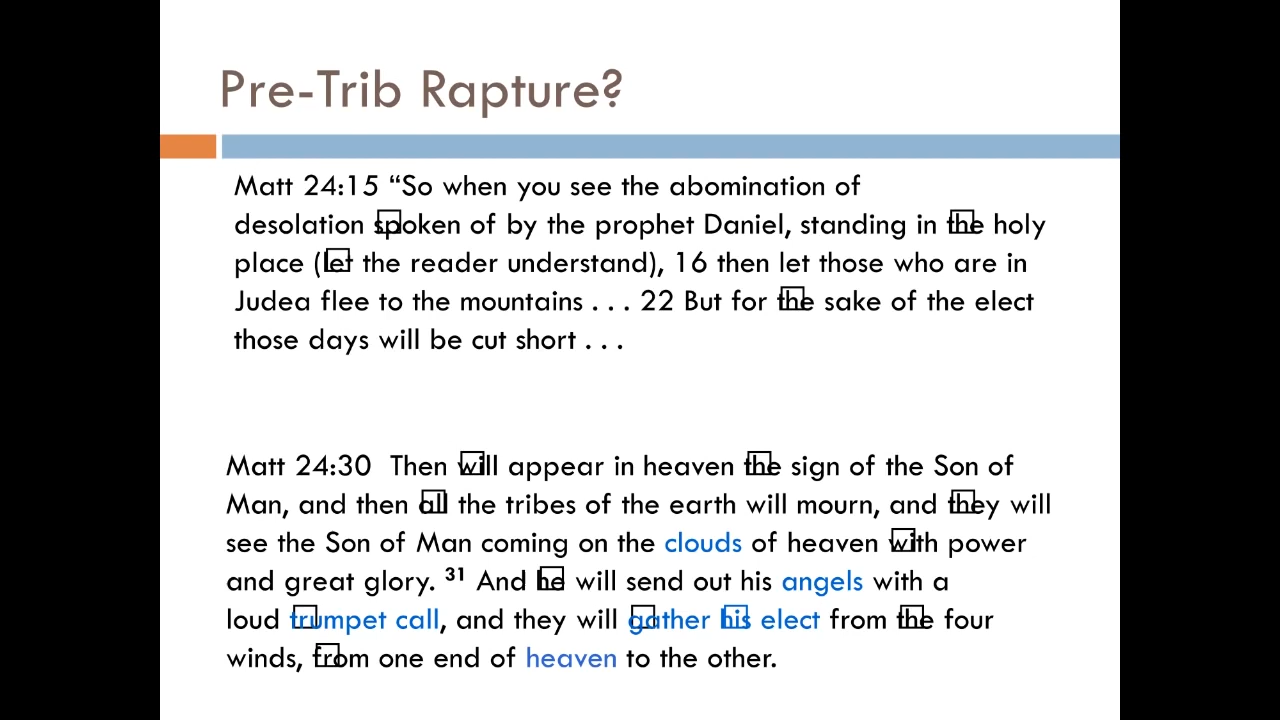 Pre-Trib Rapture?
Matt 24:15 “So when you see the abomination of
desolation spoken of by the prophet Daniel, standing in the holy
place (let the reader understand), 16 then let those who are in
Judea flee to the mountains . . . 22 But for the sake of the elect
those days will be cut short . . .
Matt 24:30 Then will appear in heaven the sign of the Son of
Man, and then all the tribes of the earth will mourn, and they will
see the Son of Man coming on the clouds of heaven with power
and great glory. ³¹ And he will send out his angels with a
loud trumpet call, and they will gather his elect from the four
winds, from one end of heaven to the other.